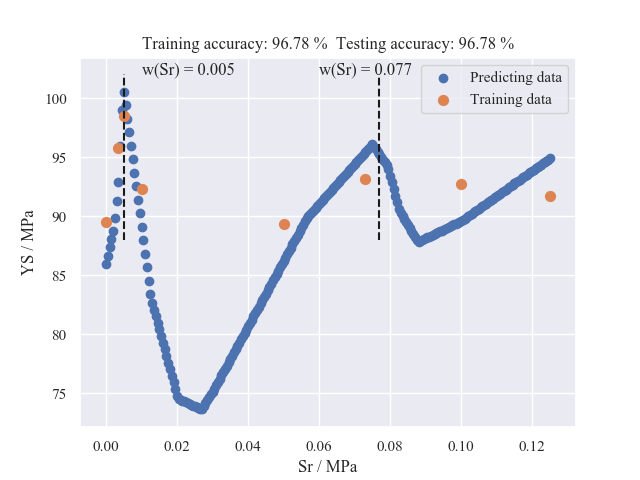 Training accuracy: 96.78 %  Testing accuracy: 96.78 %
w(Sr) = 0.005
w(Sr) = 0.077
Predicting data
Training data
YS / MPa
100
95
90
85
80
75
0.00 0.02 0.04 0.06 0.08 0.10 0.12
Sr / MPa